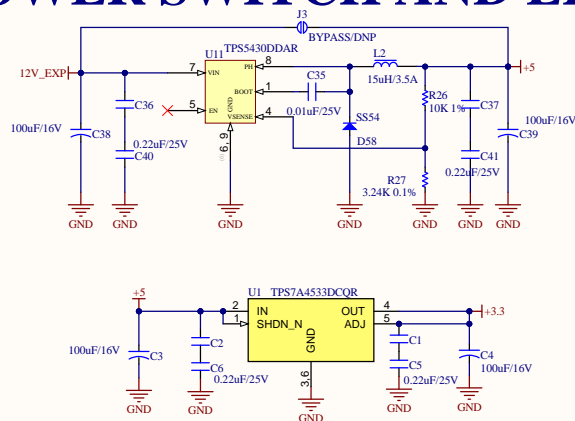 POWER SWITCH AND
J3
BYPASS/DNP
U11 TPS5430DDAR
12V_EXP
7 VIN
PH 8
BOOT 1
5 EN
GND
VSENSE 4
6, 9
C35
0.01uF/25V
L2
15uH/3.5A
+5
R26
10K 1%
C36
C37
100uF/16V
C38
0.22uF/25V
C40
SS54
D58
100uF/16V
C39
C41
0.22uF/25V
R27
3.24K 0.1%
GND
GND
GND
GND
GND
GND
GND
+5
U1 TPS7A4533DCQR
2 IN
1 SHDN_N
GND
OUT 4
ADJ 5
+3.3
3,6
100uF/16V
C3
C2
C6
0.22uF/25V
C1
C5
0.22uF/25V
C4
100uF/16V
GND
GND
GND
GND
GND